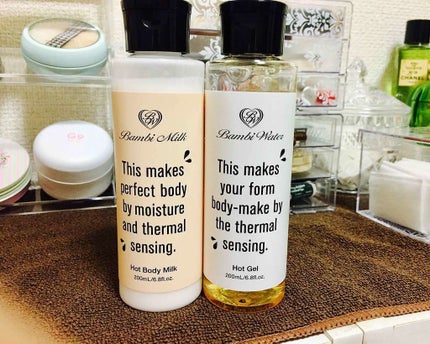 Bambi Milk
This makes
perfect body
by moisture
and thermal
sensing.
Hot Body Milk
200mL/6.8fl.oz.
Bambi Water
This makes
your form
body-make by
the thermal
sensing.
Hot Gel
200mL/6.8fl.oz.
CHANEL